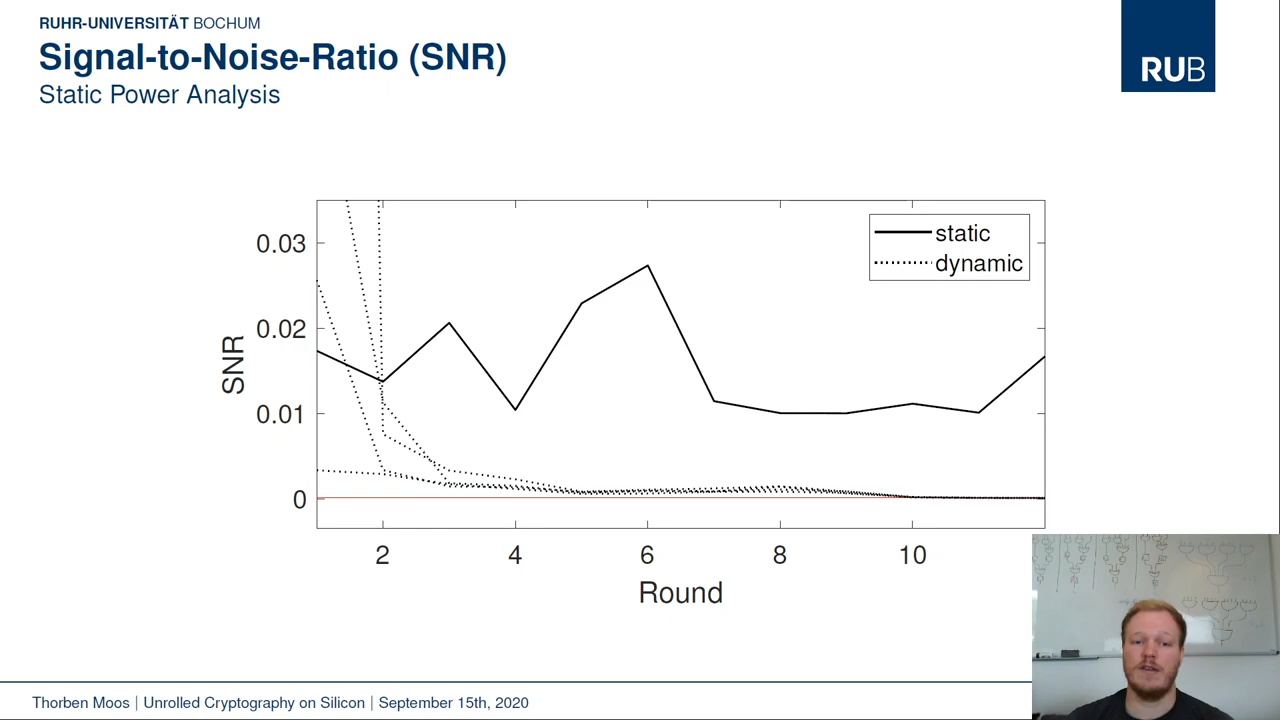 RUHR-UNIVERSITÄT BOCHUM
Signal-to-Noise-Ratio (SNR)
Static Power Analysis
RUB
static
dynamic
0.03
0.02
0.01
0
SNR
2 4 6 8 10
Round
Thorben Moos | Unrolled Cryptography on Silicon | September 15th, 2020